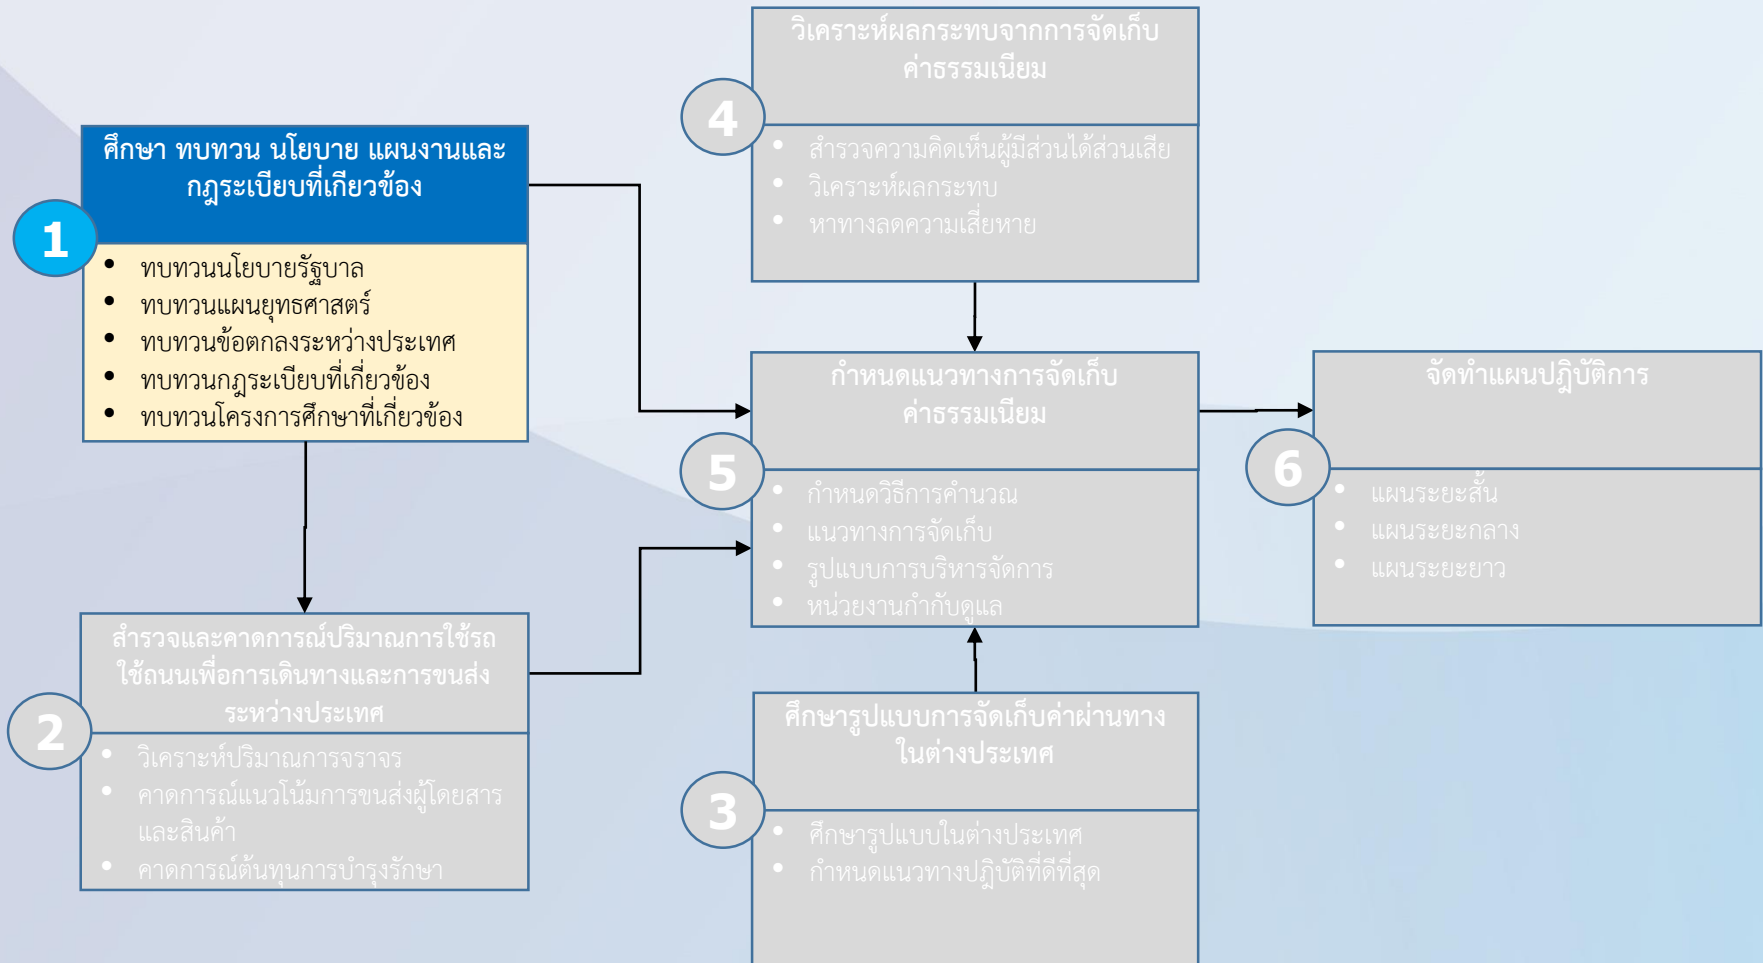 1
ศึกษา ทบทวน นโยบาย แผนงานและ
กฎระเบียบที่เกียวข้อง
• ทบทวนนโยบายรัฐบาล
• ทบทวนแผนยุทธศาสตร์
• ทบทวนข้อตกลงระหว่างประเทศ
• ทบทวนกฎระเบียบที่เกี่ยวข้อง
• ทบทวนโครงการศึกษาที่เกี่ยวข้อง
2
สำรวจและคาดการณ์ปริมาณการใช้รถ
ใช้ถนนเพื่อการเดินทางและการขนส่ง
ระหว่างประเทศ
• วิเคราะห์ปริมาณการจราจร
• คาดการณ์แนวโน้มการขนส่งผู้โดยสาร
และสินค้า
• คาดการณ์ต้นทุนการบำรุงรักษา
3
ศึกษารูปแบบการจัดเก็บค่าผ่านทาง
ในต่างประเทศ
• ศึกษารูปแบบในต่างประเทศ
• กำหนดแนวทางปฏิบัติที่ดีที่สุด
4
วิเคราะห์ผลกระทบจากการจัดเก็บ
ค่าธรรมเนียม
• สำรวจความคิดเห็นผู้มีส่วนได้ส่วนเสีย
• วิเคราะห์ผลกระทบ
• หาทางลดความเสี่ยหาย
5
กำหนดแนวทางการจัดเก็บ
ค่าธรรมเนียม
• กำหนดวิธีการคำนวณ
• แนวทางการจัดเก็บ
• รูปแบบการบริหารจัดการ
• หน่วยงานกำกับดูแล
6
จัดทำแผนปฎิบัติการ
• แผนระยะสั้น
• แผนระยะกลาง
• แผนระยะยาว